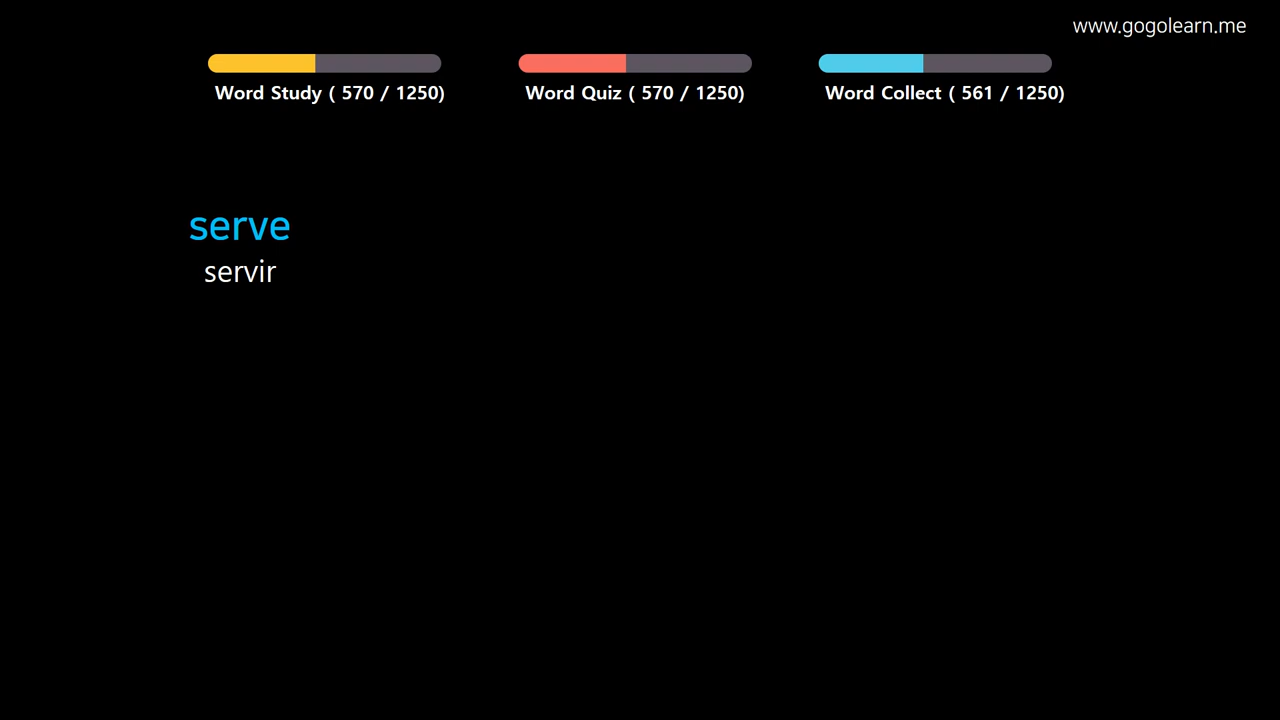 www.gogolearn.me
Word Study ( 570 / 1250)
Word Quiz ( 570 / 1250)
Word Collect ( 561 / 1250)
serve
servir